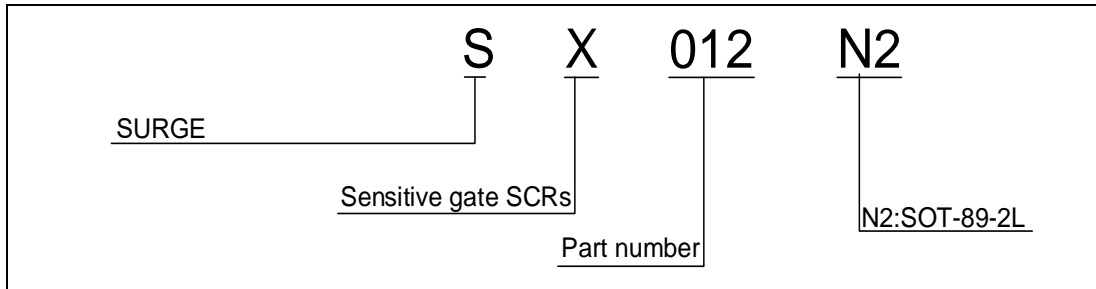 S X 012 N2
SURGE
Sensitive gate SCRs
N2:SOT-89-2L
Part number